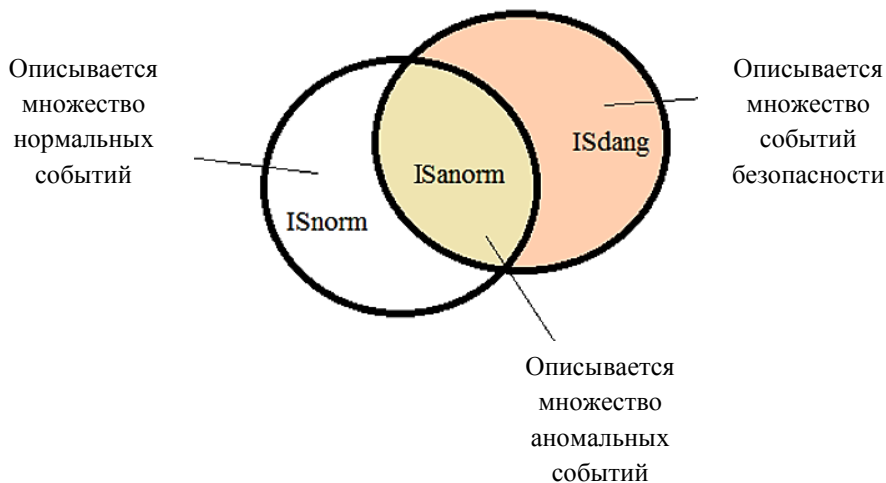 Описывается
множество
нормальных
событий
Описывается
множество
событий
безопасности
ISdang
ISanorm
ISnorm
Описывается
множество
аномальных
событий